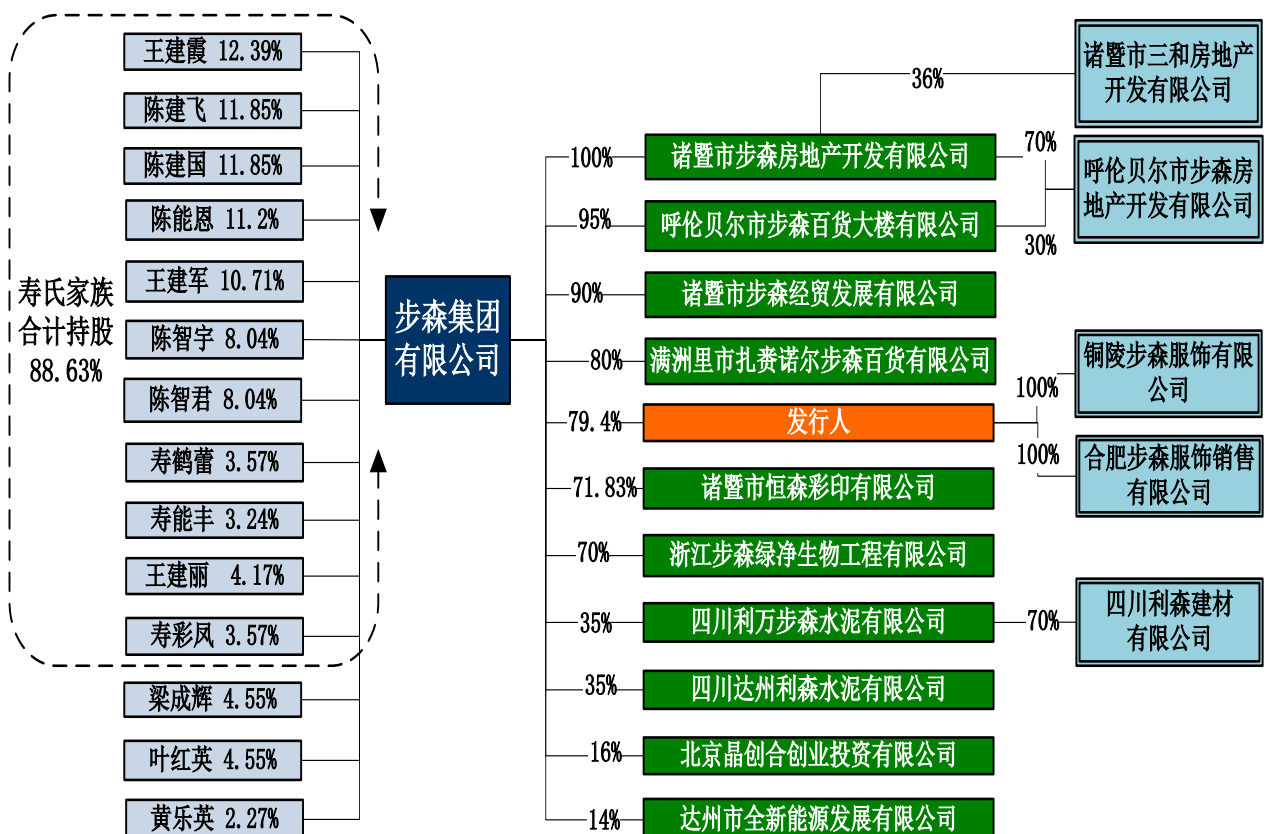 王建霞 12.39%
陈建飞 11.85%
陈建国 11.85%
陈能恩 11.2%
王建军 10.71%
陈智宇 8.04%
陈智君 8.04%
寿鹤蕾 3.57%
寿能丰 3.24%
王建丽 4.17%
寿彩凤 3.57%
梁成辉 4.55%
叶红英 4.55%
黄乐英 2.27%
寿氏家族
合计持股
88.63%
步森集团
有限公司
100%
诸暨市步森房地产开发有限公司
95%
呼伦贝尔市步森百货大楼有限公司
90%
诸暨市步森经贸发展有限公司
80%
满洲里市扎赉诺尔步森百货有限公司
79.4%
发行人
71.83%
诸暨市恒森彩印有限公司
70%
浙江步森绿净生物工程有限公司
35%
四川利万步森水泥有限公司
35%
四川达州利森水泥有限公司
16%
北京晶创合创业投资有限公司
14%
达州市全新能源发展有限公司
36%
诸暨市三和房地产
开发有限公司
70%
30%
呼伦贝尔市步森房
地产开发有限公司
100%
铜陵步森服饰有限
公司
100%
合肥步森服饰销售
有限公司
70%
四川利森建材
有限公司